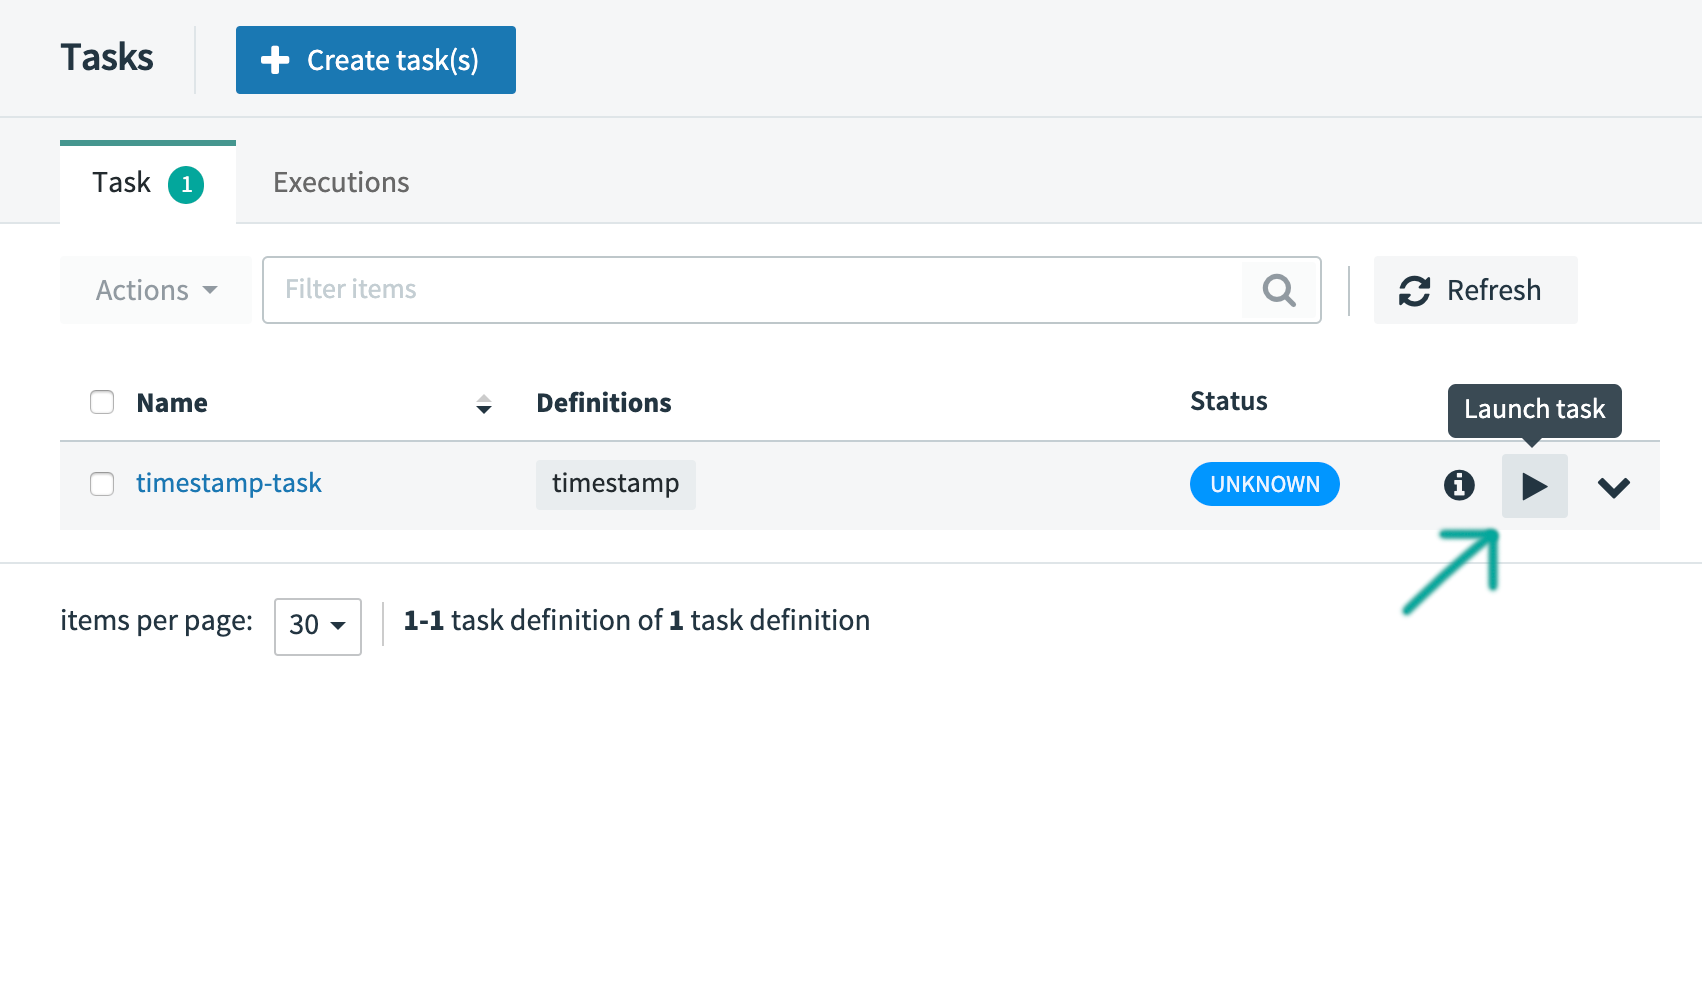 Tasks
Create task(s)
Task 1
Executions
Actions
Filter items
Refresh
Name
Definitions
Status
Launch task
timestamp-task
timestamp
UNKNOWN
items per page: 30
1-1 task definition of 1 task definition